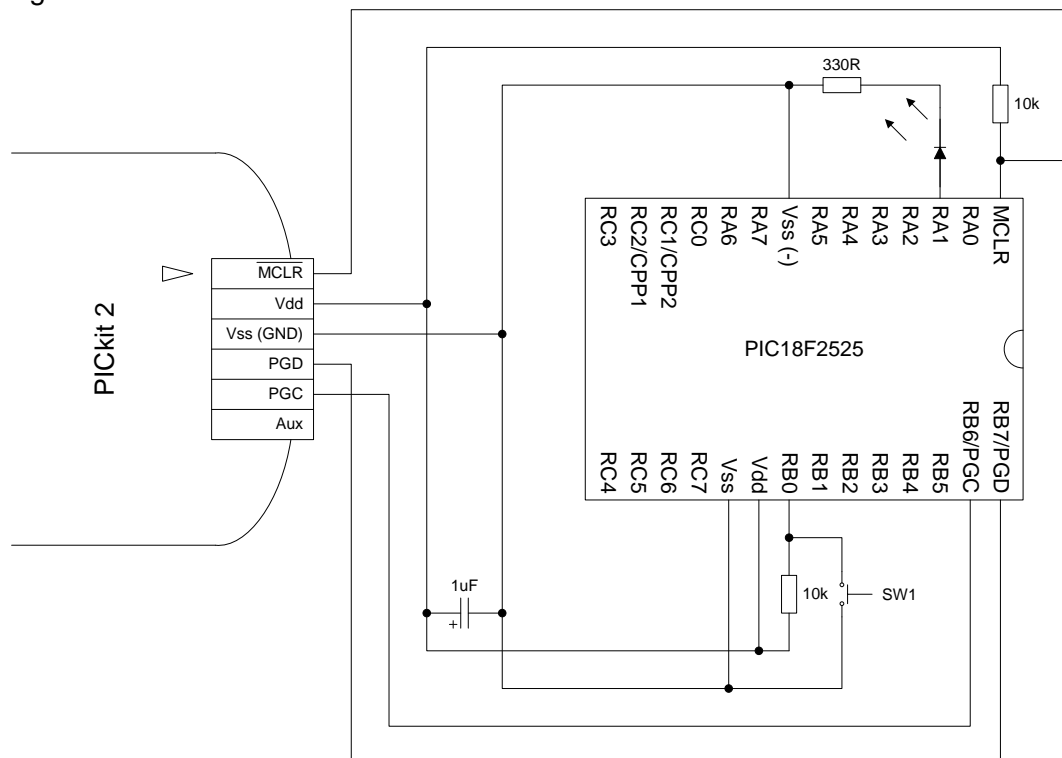 g
330R
10k
MCLR
RA0
RA1
RA2
RA3
RA4
RA5
Vss (-)
RA7
RA6
RC0
RC1/CPP2
RC2/CPP1
RC3
PICkit 2
MCLR
Vdd
Vss (GND)
PGD
PGC
Aux
PIC18F2525
RC4
RC5
RC6
RC7
Vss
Vdd
RB0
RB1
RB2
RB3
RB4
RB5
RB6/PGC
RB7/PGD
1uF
+
10k
SW1